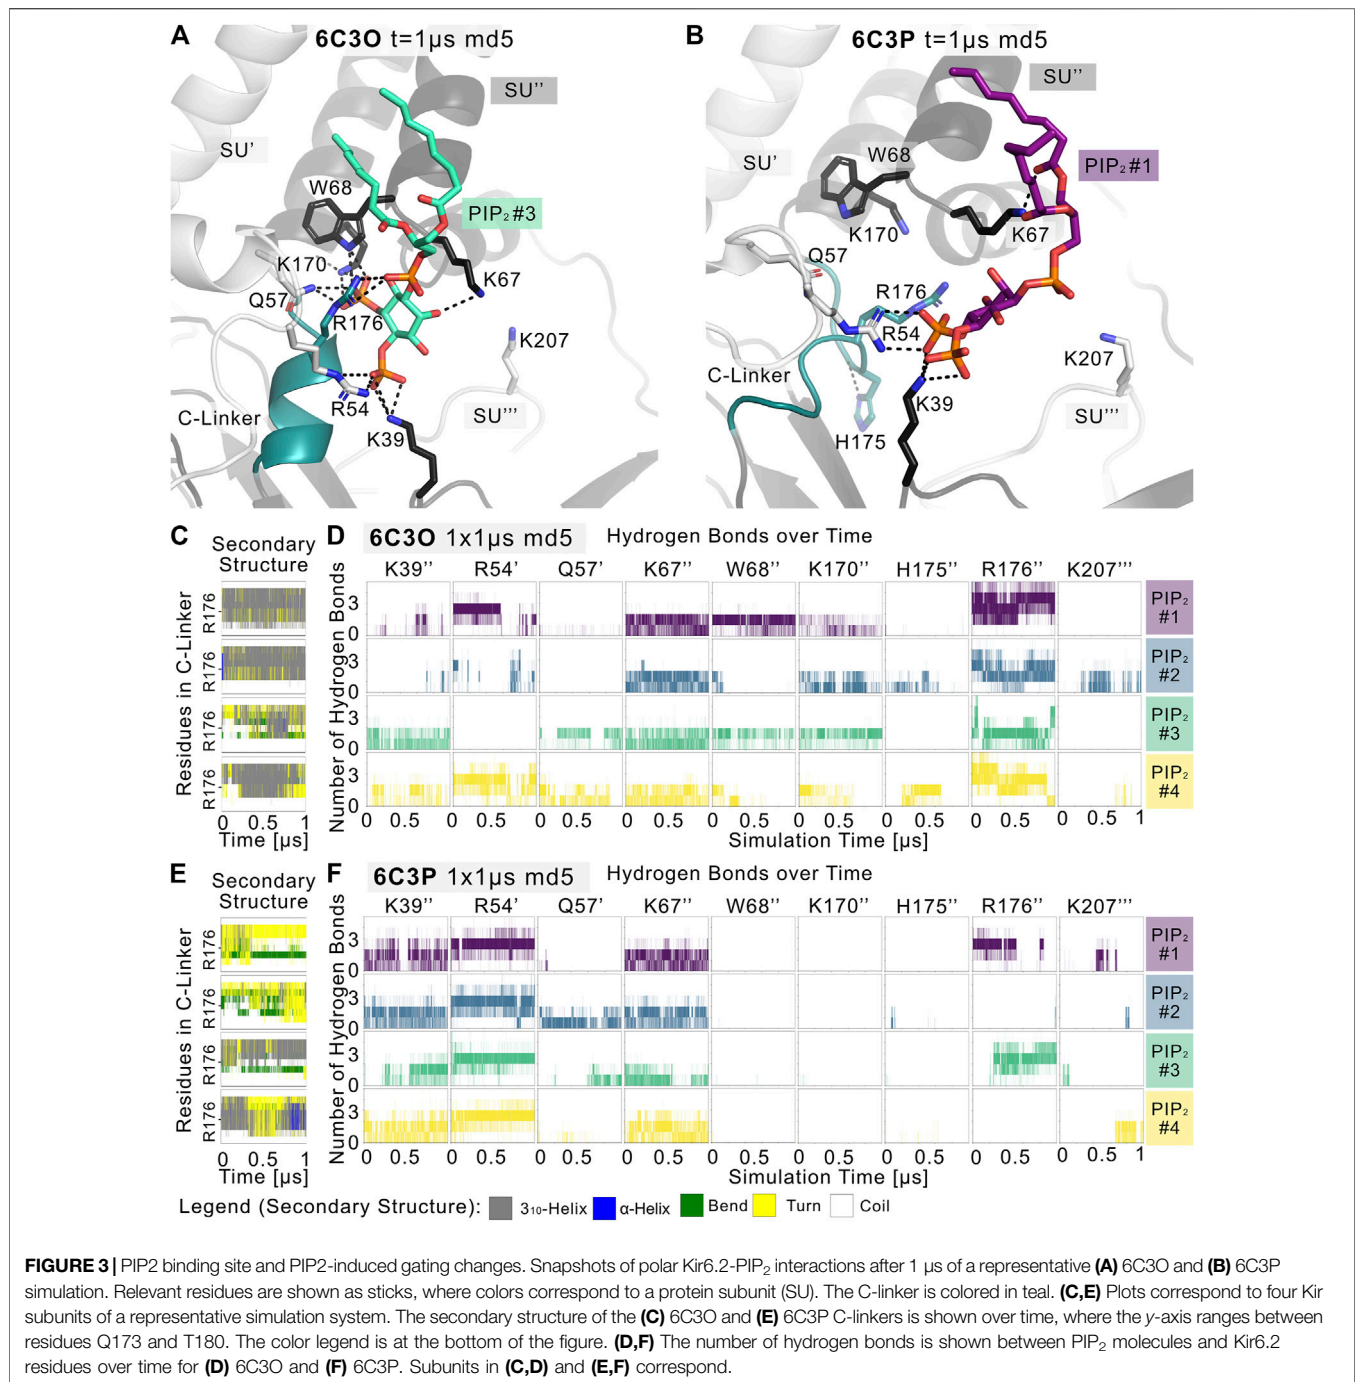 A
6C3O t=1µs md5
SU''
SU'
W68
PIP₂ #3
K170
K67
Q57
R176
K207
C-Linker
R54
SU'''
K39
B
6C3P t=1µs md5
SU''
SU'
W68
PIP₂ #1
K170
K67
Q57
R176
R54
K207
C-Linker
K39
SU'''
H175
C
Secondary
Structure
Residues in C-Linker
R176
R176
R176
R176
0 0.5 1
Time [µs]
D
6C3O 1x1µs md5
Hydrogen Bonds over Time
K39'' R54' Q57' K67'' W68'' K170'' H175'' R176'' K207'''
Number of Hydrogen Bonds
3
0
PIP₂
#1
3
0
PIP₂
#2
3
0
PIP₂
#3
3
0
PIP₂
#4
0 0.5 0 0.5 0 0.5 0 0.5 0 0.5 0 0.5 0 0.5 0 0.5 0 0.5 1
Simulation Time [µs]
E
Secondary
Structure
Residues in C-Linker
R176
R176
R176
R176
0 0.5 1
Time [µs]
F
6C3P 1x1µs md5
Hydrogen Bonds over Time
K39'' R54' Q57' K67'' W68'' K170'' H175'' R176'' K207'''
Number of Hydrogen Bonds
3
0
PIP₂
#1
3
0
PIP₂
#2
3
0
PIP₂
#3
3
0
PIP₂
#4
0 0.5 0 0.5 0 0.5 0 0.5 0 0.5 0 0.5 0 0.5 0 0.5 0 0.5 1
Simulation Time [µs]
Legend (Secondary Structure): 3₁₀-Helix α-Helix Bend Turn Coil
FIGURE 3 | PIP2 binding site and PIP2-induced gating changes. Snapshots of polar Kir6.2-PIP₂ interactions after 1 µs of a representative (A) 6C3O and (B) 6C3P
simulation. Relevant residues are shown as sticks, where colors correspond to a protein subunit (SU). The C-linker is colored in teal. (C,E) Plots correspond to four Kir
subunits of a representative simulation system. The secondary structure of the (C) 6C3O and (E) 6C3P C-linkers is shown over time, where the y-axis ranges between
residues Q173 and T180. The color legend is at the bottom of the figure. (D,F) The number of hydrogen bonds is shown between PIP₂ molecules and Kir6.2
residues over time for (D) 6C3O and (F) 6C3P. Subunits in (C,D) and (E,F) correspond.